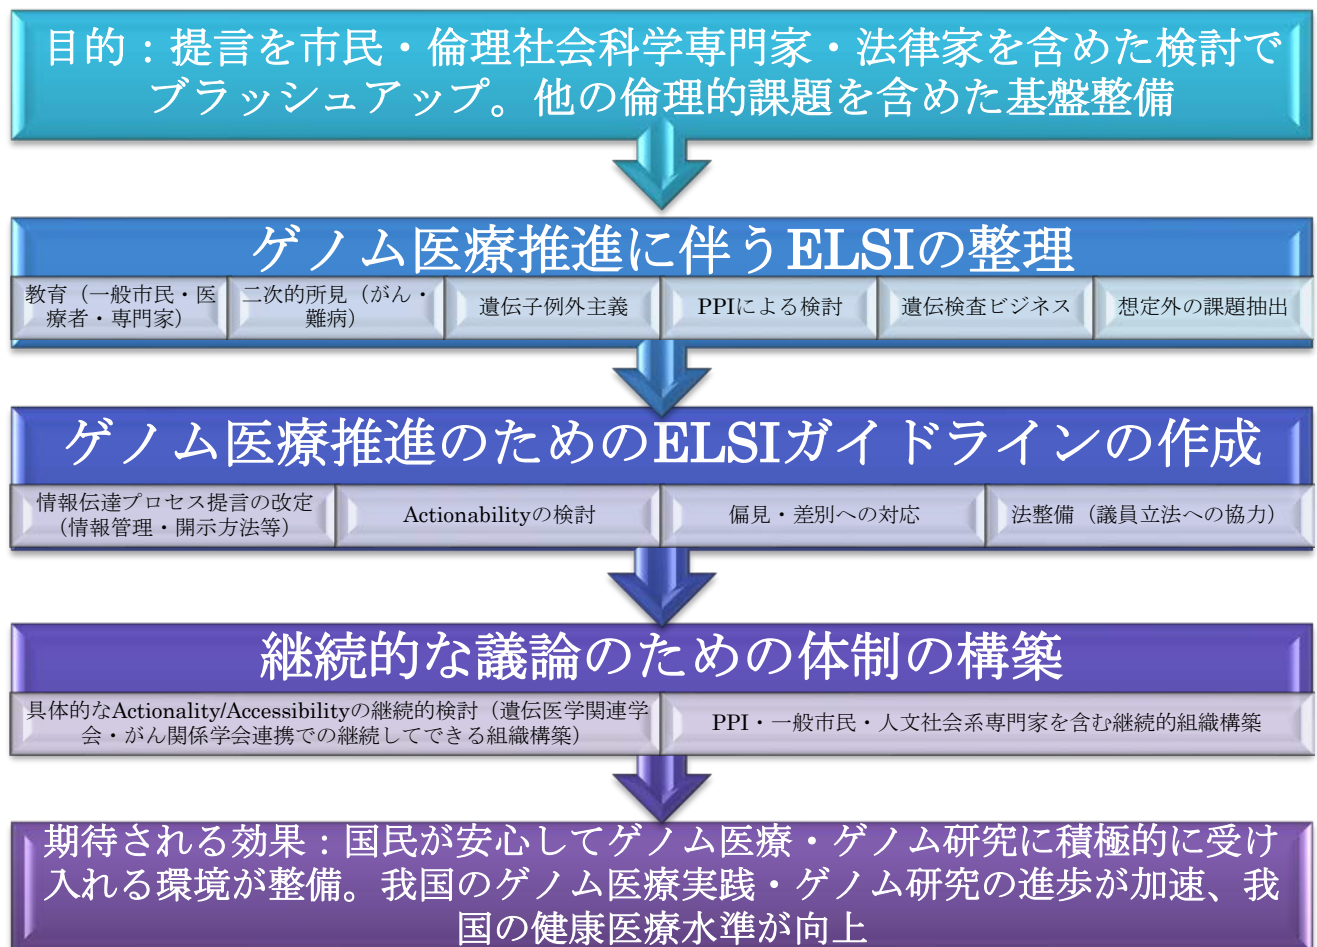 目的：提言を市民・倫理社会科学専門家・法律家を含めた検討で
ブラッシュアップ。他の倫理的課題を含めた基盤整備
ゲノム医療推進に伴うELSIの整理
教育（一般市民・医
療者・専門家）
二次的所見（がん・
難病）
遺伝子例外主義
PPIによる検討
遺伝検査ビジネス
想定外の課題抽出
ゲノム医療推進のためのELSIガイドラインの作成
情報伝達プロセス提言の改定
（情報管理・開示方法等）
Actionabilityの検討
偏見・差別への対応
法整備（議員立法への協力）
継続的な議論のための体制の構築
具体的なActionality/Accessibilityの継続的検討（遺伝医学関連学
会・がん関係学会連携での継続してできる組織構築）
PPI・一般市民・人文社会系専門家を含む継続的組織構築
期待される効果：国民が安心してゲノム医療・ゲノム研究に積極的に受け
入れる環境が整備。我国のゲノム医療実践・ゲノム研究の進歩が加速、我
国の健康医療水準が向上